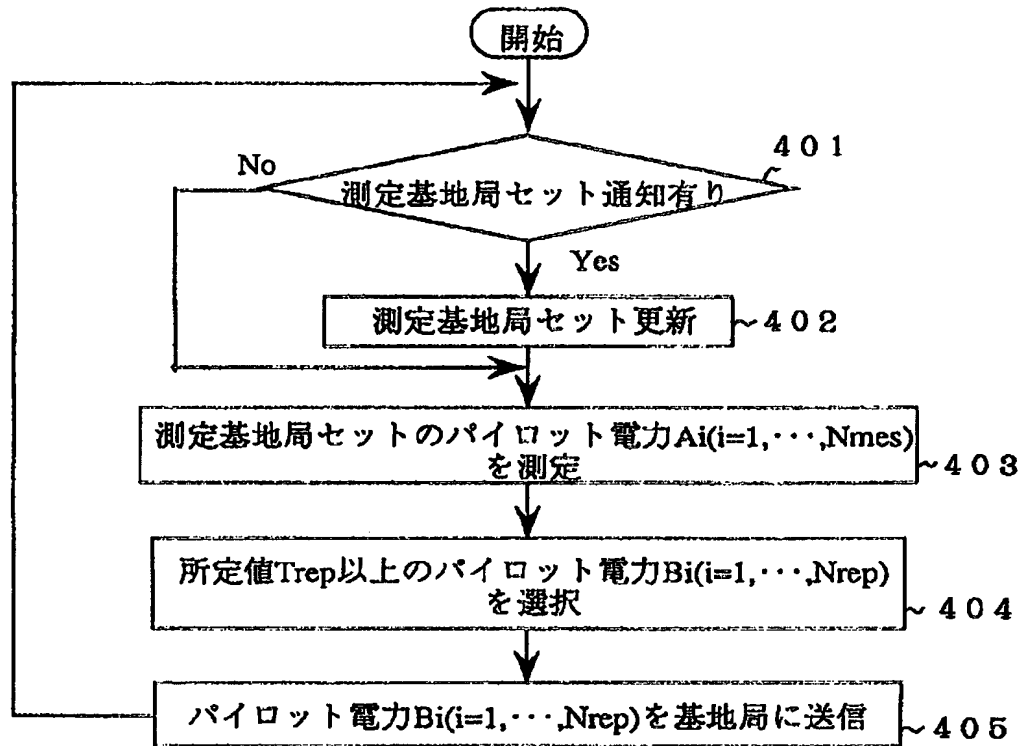 開始
401
No
測定基地局セット通知有り
Yes
測定基地局セット更新
~402
測定基地局セットのパイロット電力Ai(i=1,···,Nmes)
を測定
~403
所定値Trep以上のパイロット電力Bi(i=1,···,Nrep)
を選択
~404
パイロット電力Bi(i=1,···,Nrep)を基地局に送信
~405